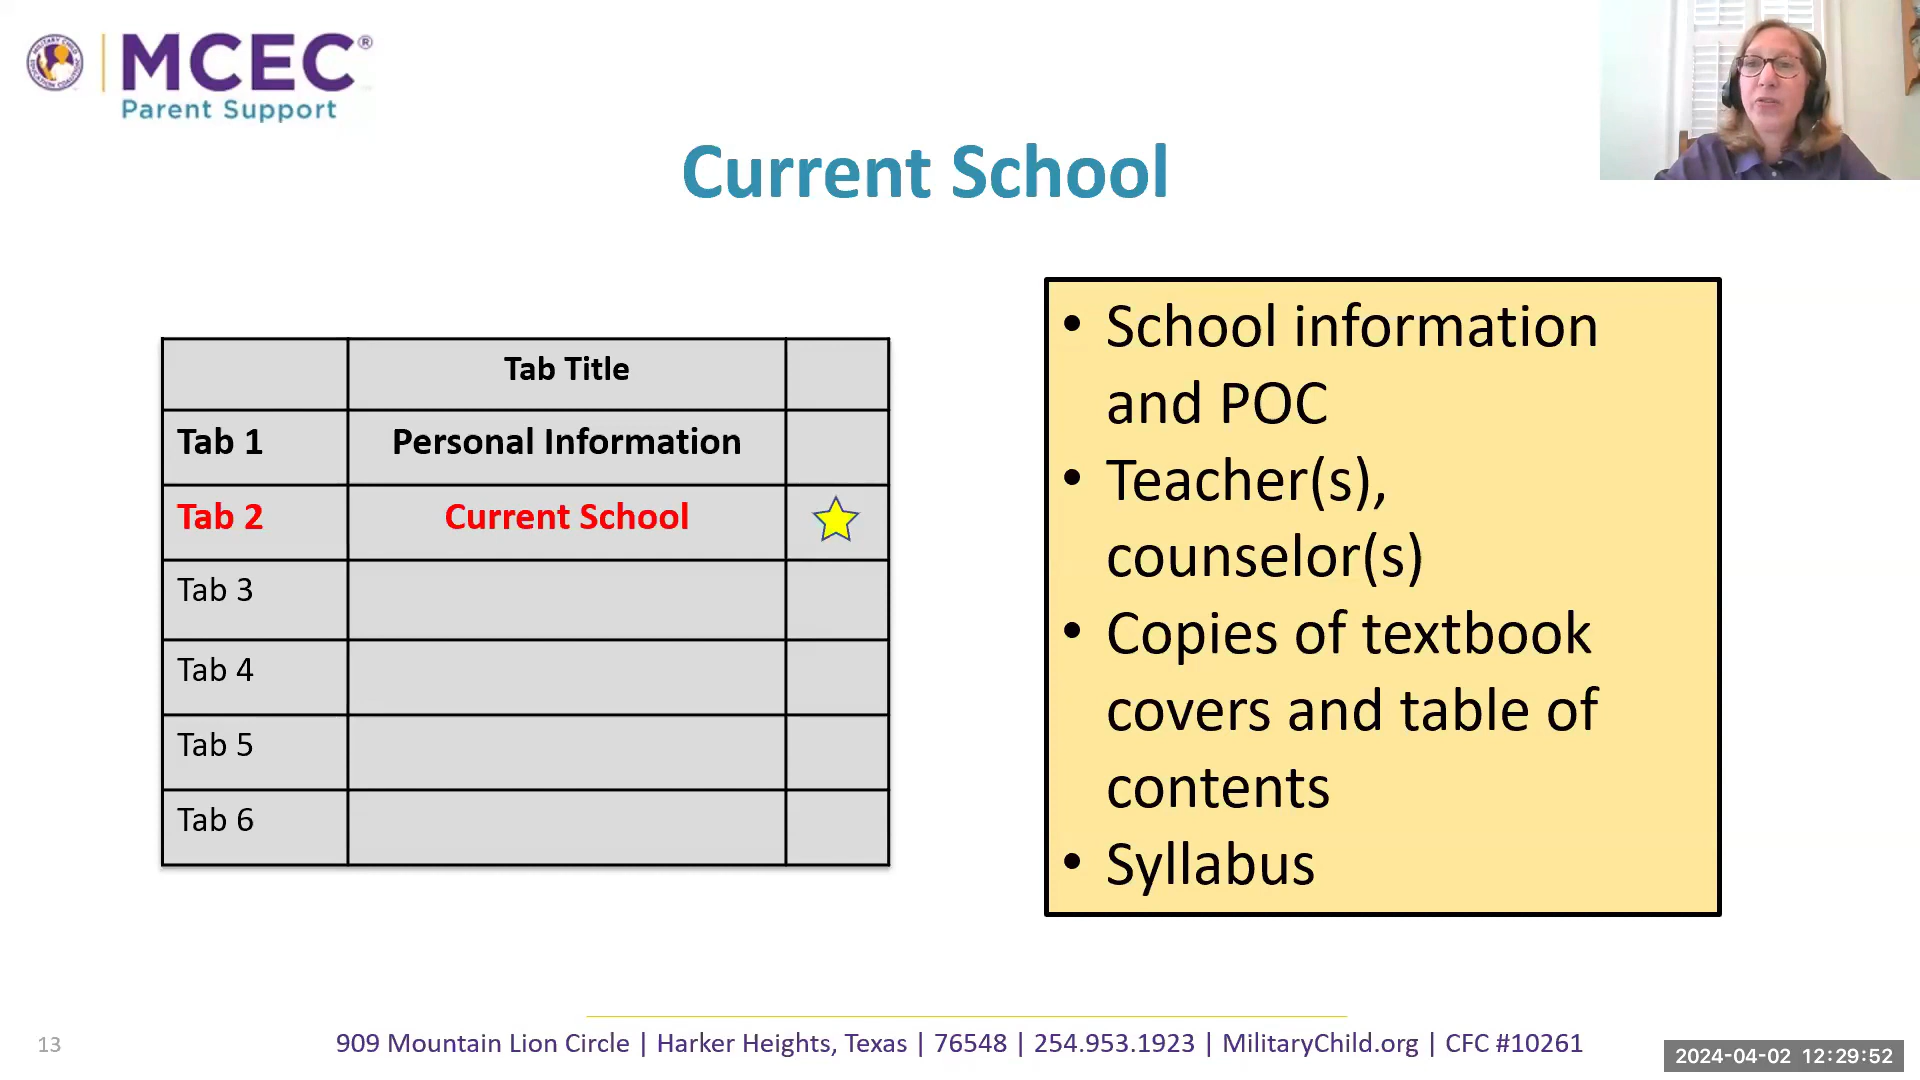 MCEC®
Parent Support
Current School
Tab Title
Tab 1 Personal Information
Tab 2 Current School
Tab 3
Tab 4
Tab 5
Tab 6
• School information
and POC
• Teacher(s),
counselor(s)
• Copies of textbook
covers and table of
contents
• Syllabus
13
909 Mountain Lion Circle | Harker Heights, Texas | 76548 | 254.953.1923 | MilitaryChild.org | CFC #10261
2024-04-02 12:29:52